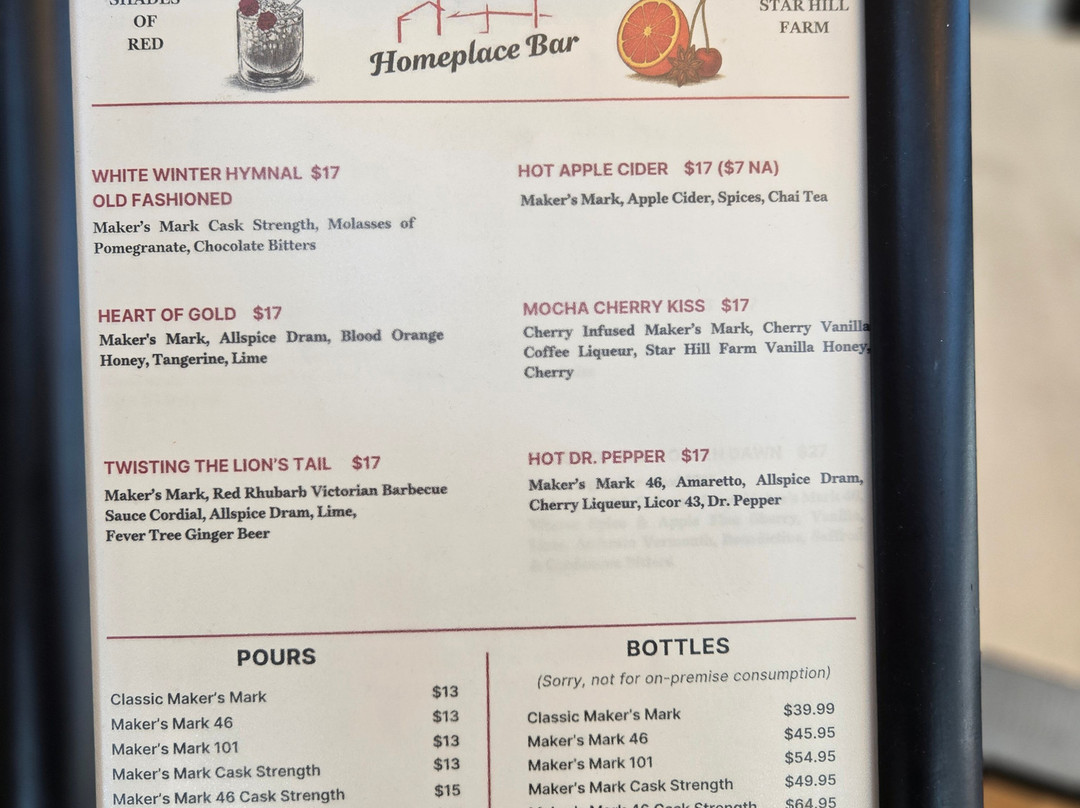 SHADES
OF
RED
Homeplace Bar
STAR HILL
FARM
WHITE WINTER HYMNAL $17
OLD FASHIONED
Maker's Mark Cask Strength, Molasses of
Pomegranate, Chocolate Bitters
HOT APPLE CIDER $17 ($7 NA)
Maker's Mark, Apple Cider, Spices, Chai Tea
HEART OF GOLD $17
Maker's Mark, Allspice Dram, Blood Orange
Honey, Tangerine, Lime
MOCHA CHERRY KISS $17
Cherry Infused Maker's Mark, Cherry Vanilla
Coffee Liqueur, Star Hill Farm Vanilla Honey,
Cherry
TWISTING THE LION'S TAIL $17
Maker's Mark, Red Rhubarb Victorian Barbecue
Sauce Cordial, Allspice Dram, Lime,
Fever Tree Ginger Beer
HOT DR. PEPPER $17
Maker's Mark 46, Amaretto, Allspice Dram,
Cherry Liqueur, Licor 43, Dr. Pepper
POURS
Classic Maker's Mark $13
Maker's Mark 46 $13
Maker's Mark 101 $13
Maker's Mark Cask Strength $13
Maker's Mark 46 Cask Strength $15
BOTTLES
(Sorry, not for on-premise consumption)
Classic Maker's Mark $39.99
Maker's Mark 46 $45.95
Maker's Mark 101 $54.95
Maker's Mark Cask Strength $49.95
Maker's Mark 46 Cask Strength $64.95